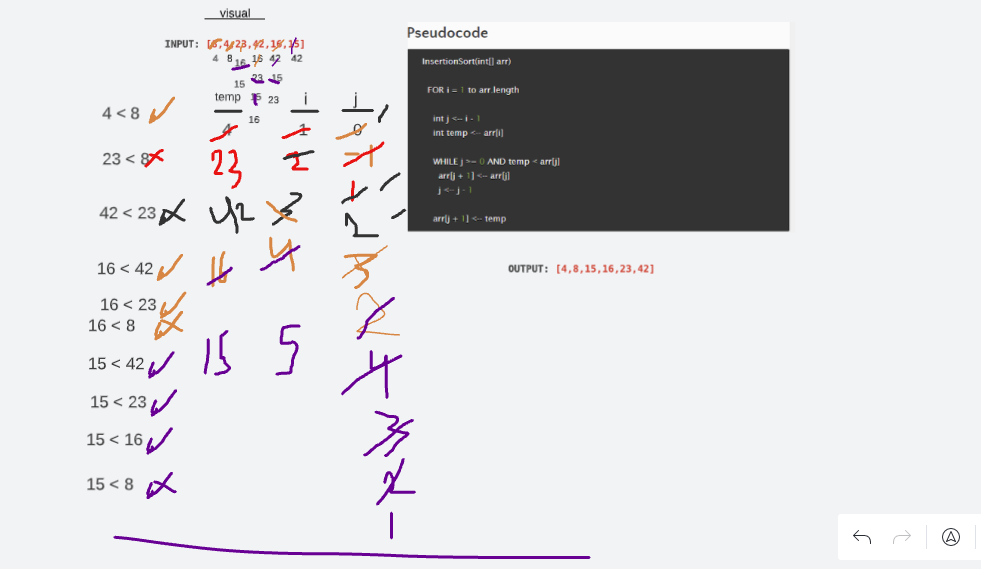 visual
INPUT: [8,4,23,42,16,15]
4 8 16 16 42 42
23 15
15
15 23
16
temp i j
4 < 8 4 1 0
23 < 8 23 2 -1
1
42 < 23 42 3 2
16 < 42 16 4 3
16 < 23 2
16 < 8
15 < 42 15 5 4
15 < 23 3
15 < 16
15 < 8 2
1
Pseudocode
InsertionSort(int[] arr)
FOR i = 1 to arr.length
int j <-- i - 1
int temp <-- arr[i]
WHILE j >= 0 AND temp < arr[j]
arr[j + 1] <-- arr[j]
j <-- j - 1
arr[j + 1] <-- temp
OUTPUT: [4,8,15,16,23,42]